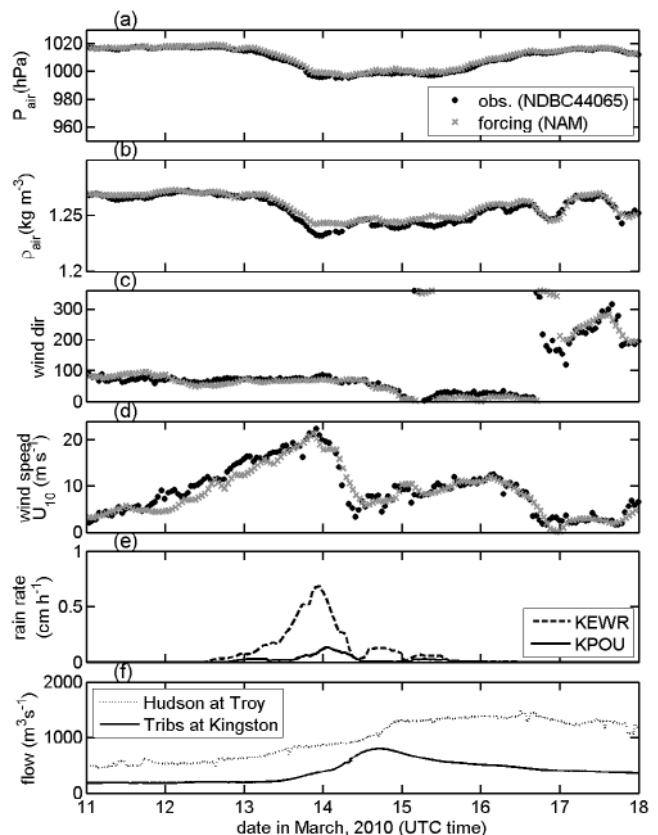 (a)
1020
1000
980
960
P_air(hPa)
obs. (NDBC44065)
forcing (NAM)
(b)
1.25
1.2
ρ_air(kg m⁻³)
(c)
300
200
100
0
wind dir
(d)
20
10
0
wind speed
U₁₀ (m s⁻¹)
(e)
1
0.5
0
rain rate
(cm h⁻¹)
KEWR
KPOU
(f)
2000
1000
0
flow (m³s⁻¹)
Hudson at Troy
Tribs at Kingston
11 12 13 14 15 16 17 18
date in March, 2010 (UTC time)